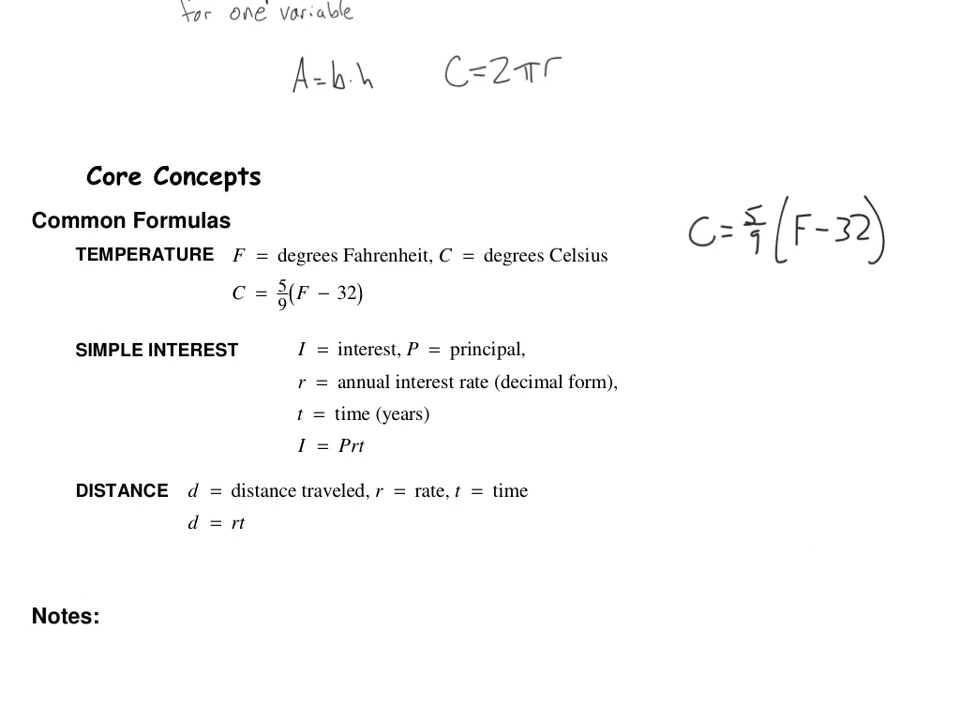 for one variable
A=b·h C=2πr
Core Concepts
Common Formulas
TEMPERATURE F = degrees Fahrenheit, C = degrees Celsius
C = 5/9(F − 32)
C=5/9(F-32)
SIMPLE INTEREST I = interest, P = principal,
r = annual interest rate (decimal form),
t = time (years)
I = Prt
DISTANCE d = distance traveled, r = rate, t = time
d = rt
Notes: